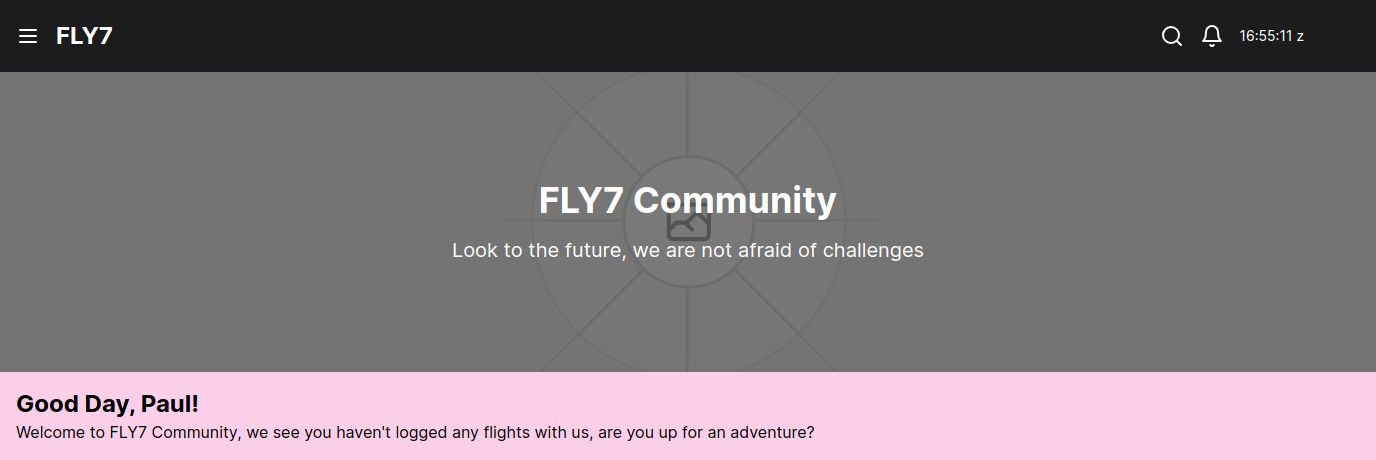 FLY7
16:55:11 z
FLY7 Community
Look to the future, we are not afraid of challenges
Good Day, Paul!
Welcome to FLY7 Community, we see you haven't logged any flights with us, are you up for an adventure?